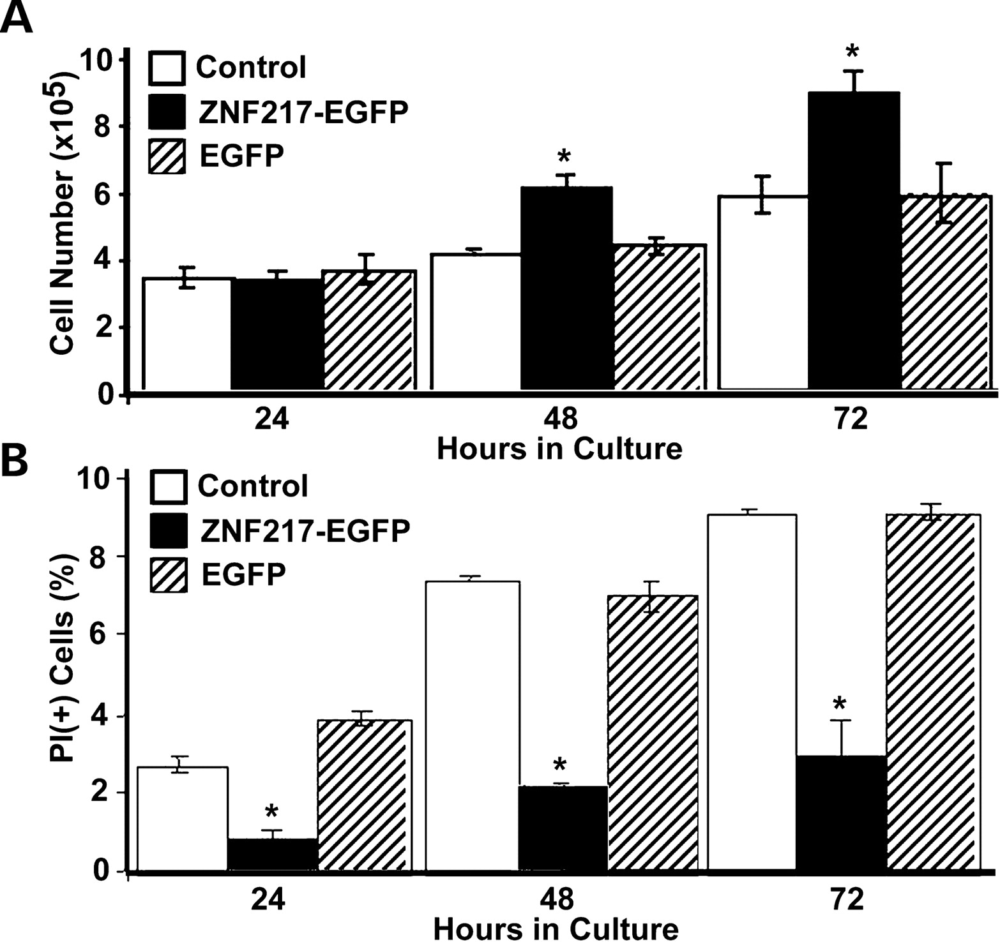 A
Cell Number (x10⁵)
10
8
6
4
2
0
Control
ZNF217-EGFP
EGFP
*
*
24
48
72
Hours in Culture
B
PI(+) Cells (%)
10
8
6
4
2
0
Control
ZNF217-EGFP
EGFP
*
*
*
24
48
72
Hours in Culture